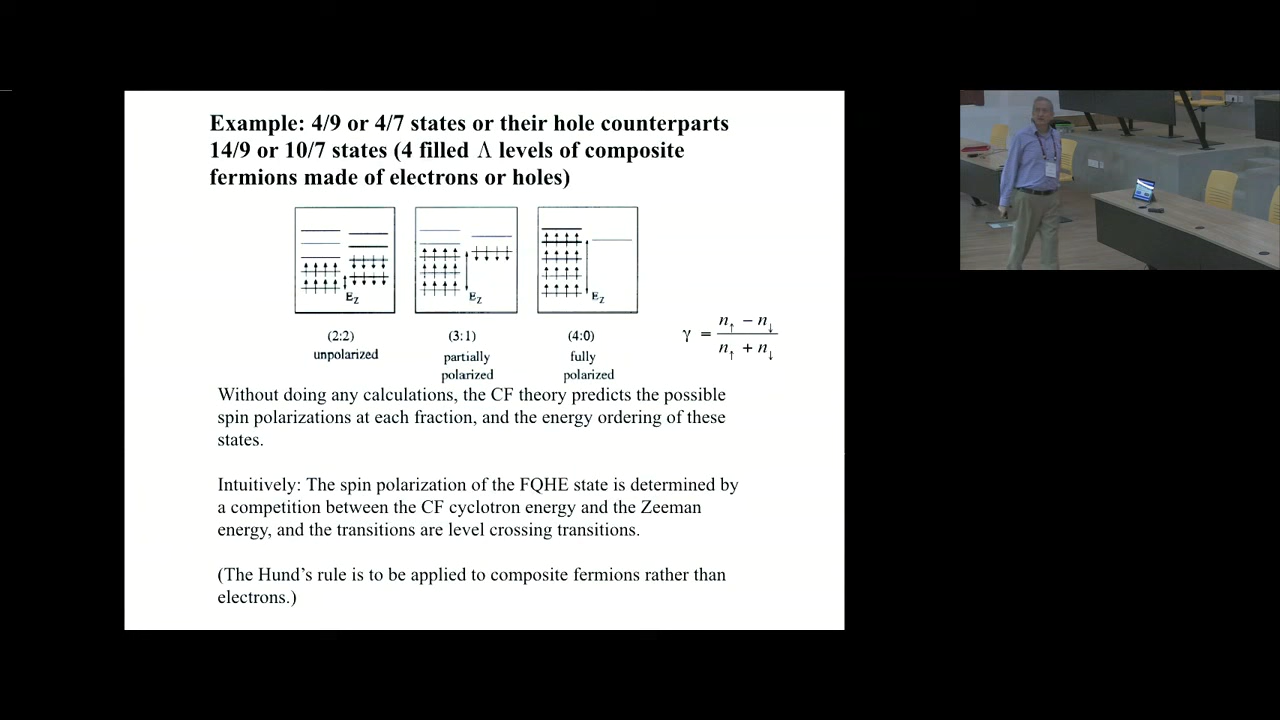 Example: 4/9 or 4/7 states or their hole counterparts
14/9 or 10/7 states (4 filled Λ levels of composite
fermions made of electrons or holes)
E_Z
E_Z
E_Z
(2:2)
unpolarized
(3:1)
partially
polarized
(4:0)
fully
polarized
γ = (n↑ − n↓)/(n↑ + n↓)
Without doing any calculations, the CF theory predicts the possible
spin polarizations at each fraction, and the energy ordering of these
states.
Intuitively: The spin polarization of the FQHE state is determined by
a competition between the CF cyclotron energy and the Zeeman
energy, and the transitions are level crossing transitions.
(The Hund's rule is to be applied to composite fermions rather than
electrons.)